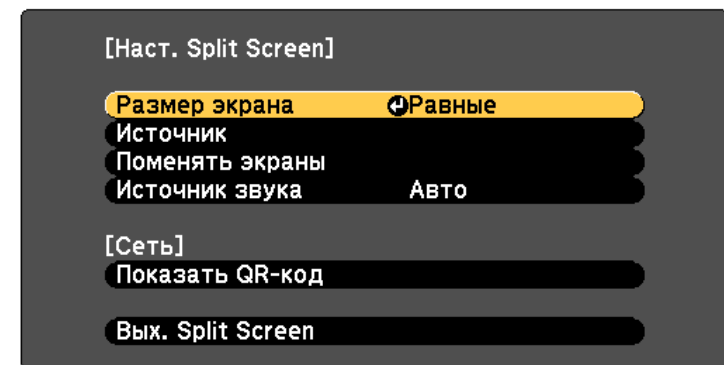 [Наст. Split Screen]
Размер экрана Равные
Источник
Поменять экраны
Источник звука Авто
[Сеть]
Показать QR-код
Вых. Split Screen